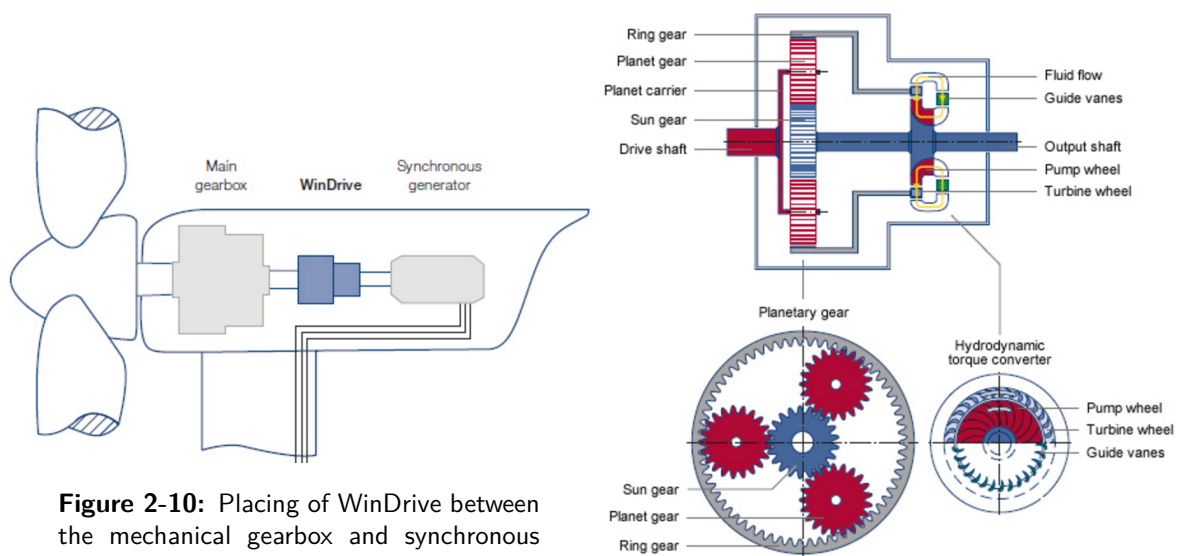 Main
gearbox
WinDrive
Synchronous
generator
Figure 2-10: Placing of WinDrive between
the mechanical gearbox and synchronous
Ring gear
Planet gear
Planet carrier
Sun gear
Drive shaft
Fluid flow
Guide vanes
Output shaft
Pump wheel
Turbine wheel
Planetary gear
Hydrodynamic
torque converter
Pump wheel
Turbine wheel
Guide vanes
Sun gear
Planet gear
Ring gear